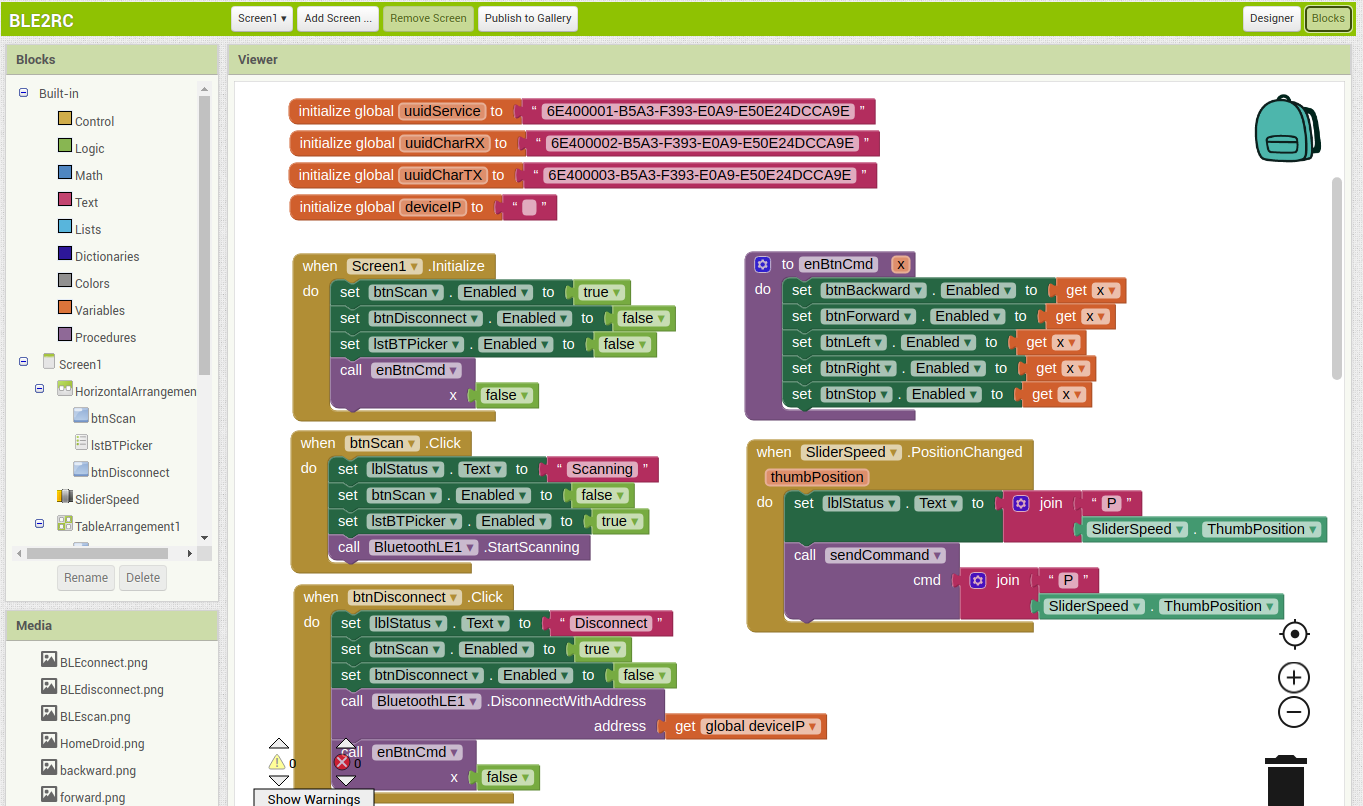 BLE2RC
Screen1 ▾
Add Screen ...
Remove Screen
Publish to Gallery
Designer
Blocks
Blocks
Built-in
Control
Logic
Math
Text
Lists
Dictionaries
Colors
Variables
Procedures
Screen1
HorizontalArrangemen
btnScan
lstBTPicker
btnDisconnect
SliderSpeed
TableArrangement1
Rename
Delete
Media
BLEconnect.png
BLEdisconnect.png
BLEscan.png
HomeDroid.png
backward.png
forward.png
Viewer
initialize global uuidService to “ 6E400001-B5A3-F393-E0A9-E50E24DCCA9E ”
initialize global uuidCharRX to “ 6E400002-B5A3-F393-E0A9-E50E24DCCA9E ”
initialize global uuidCharTX to “ 6E400003-B5A3-F393-E0A9-E50E24DCCA9E ”
initialize global deviceIP to “ ”
when Screen1 ▾ .Initialize
do set btnScan ▾ . Enabled ▾ to true ▾
set btnDisconnect ▾ . Enabled ▾ to false ▾
set lstBTPicker ▾ . Enabled ▾ to false ▾
call enBtnCmd ▾
x false ▾
when btnScan ▾ .Click
do set lblStatus ▾ . Text ▾ to “ Scanning ”
set btnScan ▾ . Enabled ▾ to false ▾
set lstBTPicker ▾ . Enabled ▾ to true ▾
call BluetoothLE1 ▾ .StartScanning
when btnDisconnect ▾ .Click
do set lblStatus ▾ . Text ▾ to “ Disconnect ”
set btnScan ▾ . Enabled ▾ to true ▾
set btnDisconnect ▾ . Enabled ▾ to false ▾
call BluetoothLE1 ▾ .DisconnectWithAddress
address get global deviceIP ▾
call enBtnCmd ▾
x false ▾
0 0
Show Warnings
to enBtnCmd x
do set btnBackward ▾ . Enabled ▾ to get x ▾
set btnForward ▾ . Enabled ▾ to get x ▾
set btnLeft ▾ . Enabled ▾ to get x ▾
set btnRight ▾ . Enabled ▾ to get x ▾
set btnStop ▾ . Enabled ▾ to get x ▾
when SliderSpeed ▾ .PositionChanged
thumbPosition
do set lblStatus ▾ . Text ▾ to join “ P ”
SliderSpeed ▾ . ThumbPosition ▾
call sendCommand ▾
cmd join “ P ”
SliderSpeed ▾ . ThumbPosition ▾